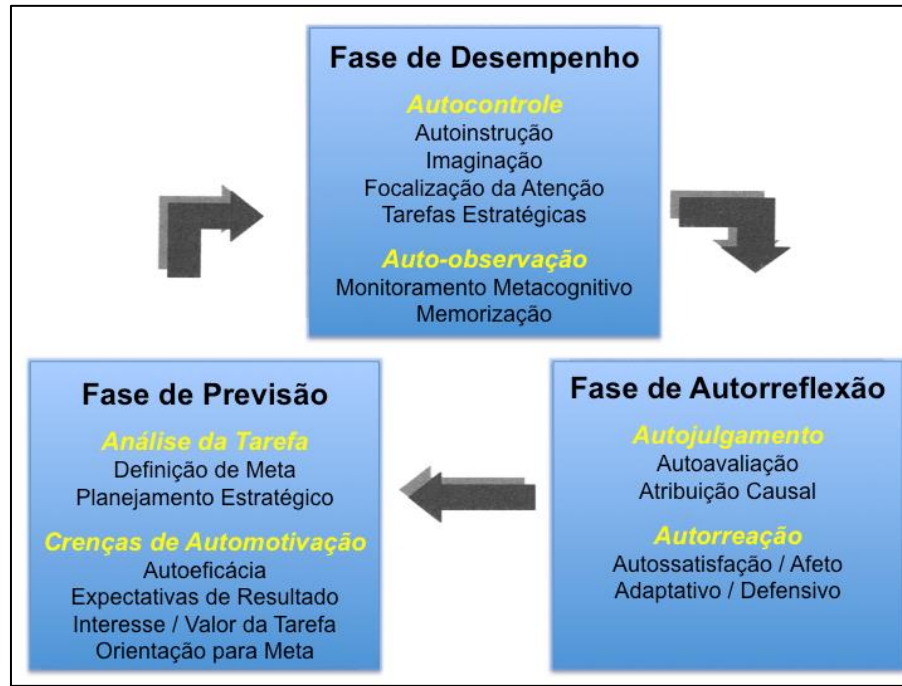 Fase de Desempenho
Autocontrole
Autoinstrução
Imaginação
Focalização da Atenção
Tarefas Estratégicas
Auto-observação
Monitoramento Metacognitivo
Memorização
Fase de Previsão
Análise da Tarefa
Definição de Meta
Planejamento Estratégico
Crenças de Automotivação
Autoeficácia
Expectativas de Resultado
Interesse / Valor da Tarefa
Orientação para Meta
Fase de Autorreflexão
Autojulgamento
Autoavaliação
Atribuição Causal
Autorreação
Autossatisfação / Afeto
Adaptativo / Defensivo